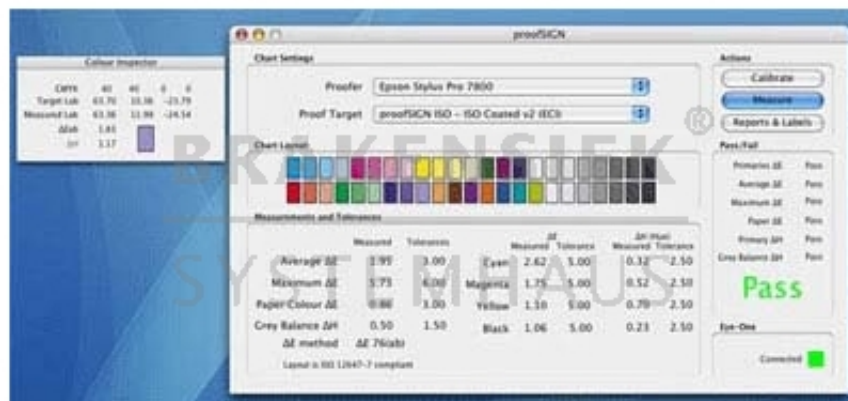 Colour Inspector
CMYK 40 40 0 0
Target Lab 63.70 10.36 -23.79
Measured Lab 63.36 11.99 -24.54
ΔEab 1.83
ΔH 1.17
proofSIGN
Chart Settings
Proofer Epson Stylus Pro 7800
Proof Target proofSIGN ISO - ISO Coated v2 (ECI)
Chart Layout
Measurements and Tolerances
Measured Tolerances
Average ΔE 1.95 3.00
Maximum ΔE 5.75 6.00
Paper Colour ΔE 0.86 3.00
Grey Balance ΔH 0.50 1.50
ΔE method ΔE 76(ab)
Layout is ISO 12647-7 compliant
ΔE ΔH (Hue)
Measured Tolerance Measured Tolerance
Cyan 2.62 5.00 0.32 2.50
Magenta 1.75 5.00 0.52 2.50
Yellow 1.10 5.00 0.70 2.50
Black 1.06 5.00 0.23 2.50
Actions
Calibrate
Measure
Reports & Labels
Pass/Fail
Primaries ΔE Pass
Average ΔE Pass
Maximum ΔE Pass
Paper ΔE Pass
Primary ΔH Pass
Grey Balance ΔH Pass
Pass
Eye-One
Connected
BRAKENSIEK®
SYSTEMHAUS